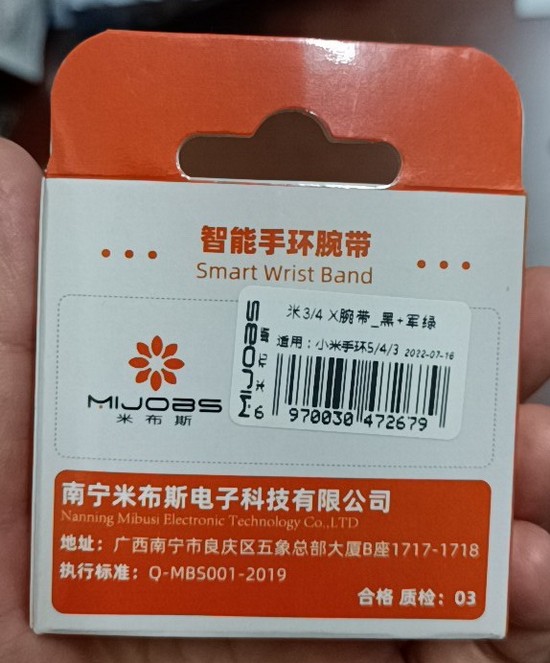 智能手环腕带
Smart Wrist Band
米3/4 X腕带_黑+军绿
适用：小米手环5/4/3 2022-07-16
MIJOBS 米布斯
6 970030 472679
MIJOBS
米布斯
南宁米布斯电子科技有限公司
Nanning Mibusi Electronic Technology Co.,LTD
地址：广西南宁市良庆区五象总部大厦B座1717-1718
执行标准：Q-MBS001-2019
合格 质检：03